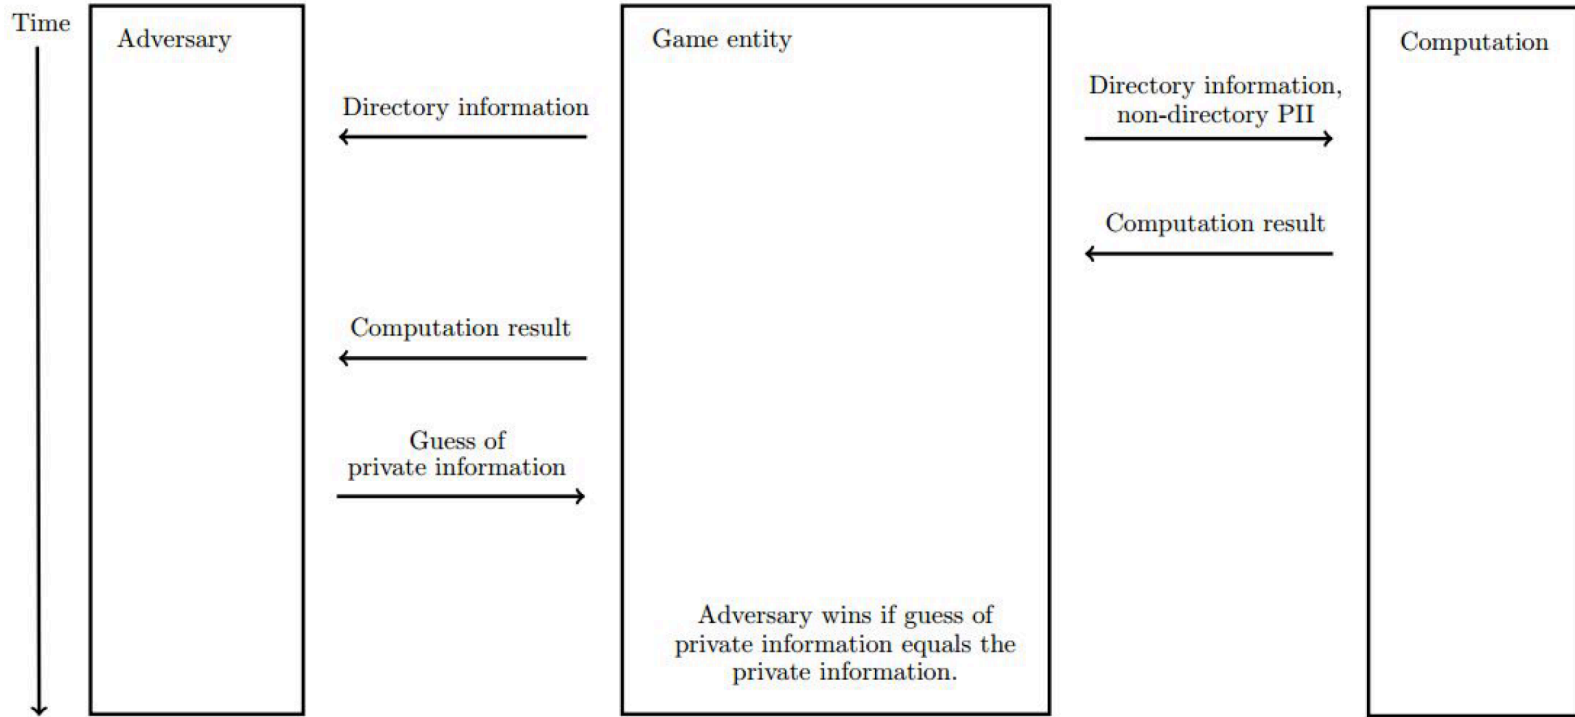 Time
Adversary
Game entity
Computation
Directory information
Directory information,
non-directory PII
Computation result
Computation result
Guess of
private information
Adversary wins if guess of
private information equals the
private information.